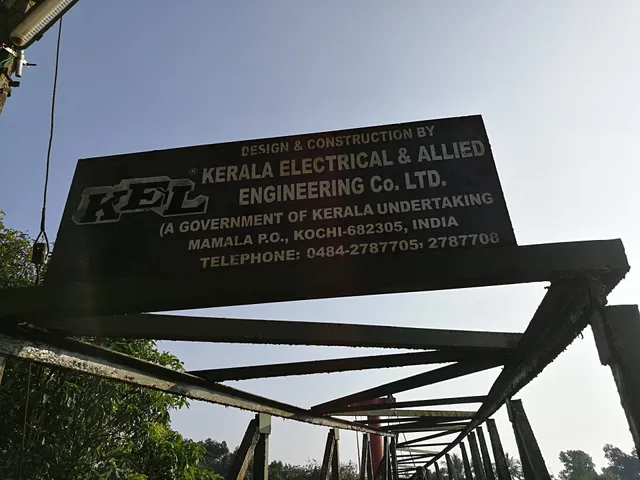 DESIGN & CONSTRUCTION BY
KEL ® KERALA ELECTRICAL & ALLIED
ENGINEERING Co. LTD.
(A GOVERNMENT OF KERALA UNDERTAKING
MAMALA P.O., KOCHI-682305, INDIA
TELEPHONE: 0484-2787705, 2787708